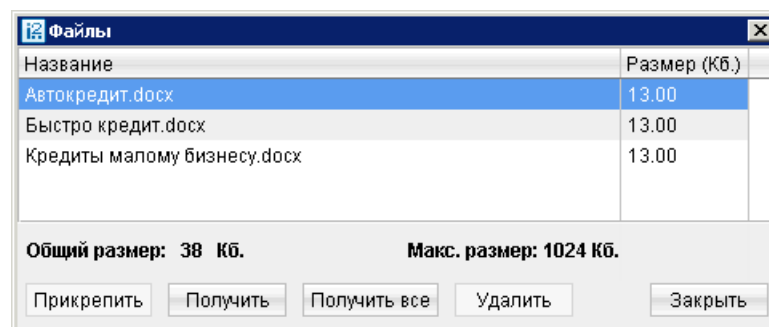 Файлы
Название Размер (Кб.)
Автокредит.docx 13.00
Быстро кредит.docx 13.00
Кредиты малому бизнесу.docx 13.00
Общий размер: 38 Кб. Макс. размер: 1024 Кб.
Прикрепить Получить Получить все Удалить Закрыть